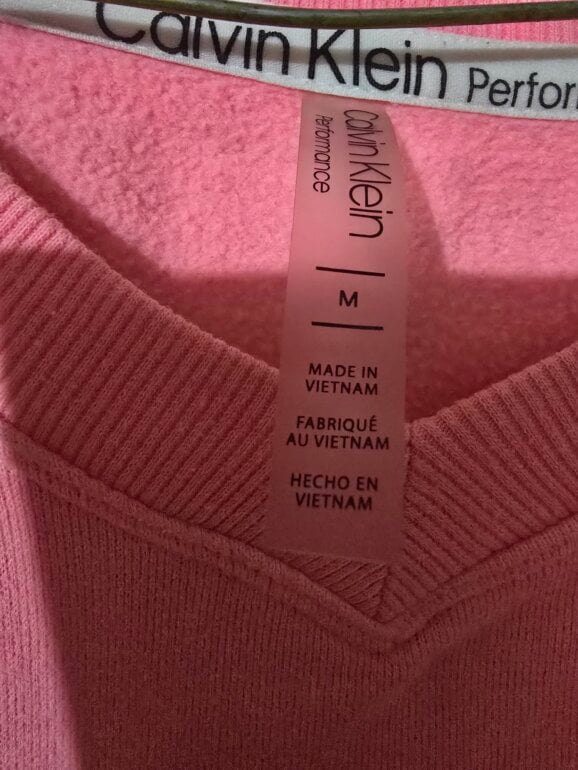 Calvin Klein Perfor
Calvin Klein
Performance
M
MADE IN
VIETNAM
FABRIQUÉ
AU VIETNAM
HECHO EN
VIETNAM